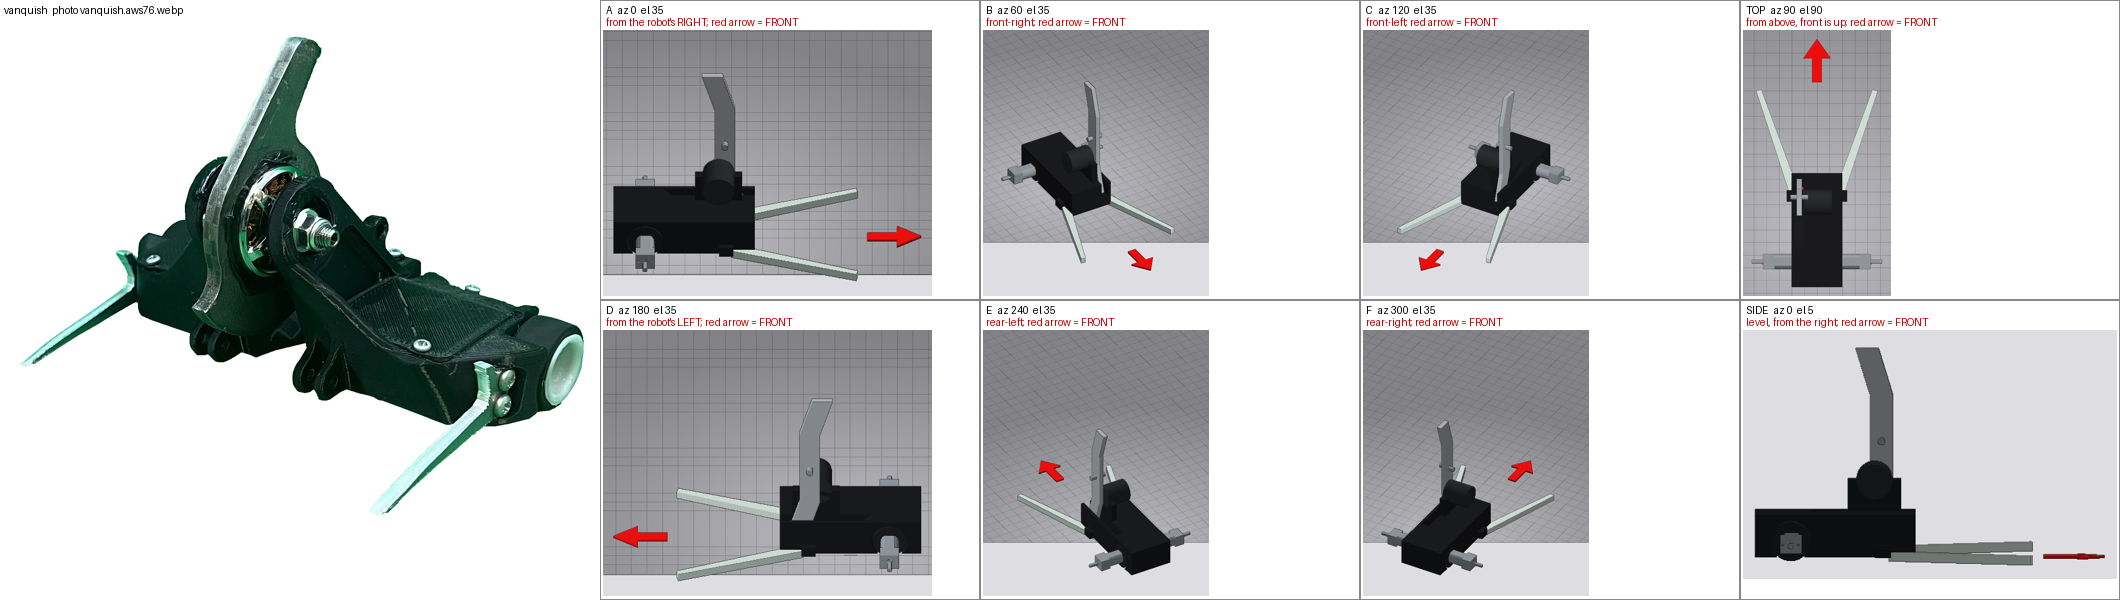 vanquish photo vanquish.aws76.webp
A az 0 el 35
from the robot's RIGHT; red arrow = FRONT
B az 60 el 35
front-right; red arrow = FRONT
C az 120 el 35
front-left; red arrow = FRONT
TOP az 90 el 90
from above, front is up; red arrow = FRONT
D az 180 el 35
from the robot's LEFT; red arrow = FRONT
E az 240 el 35
rear-left; red arrow = FRONT
F az 300 el 35
rear-right; red arrow = FRONT
SIDE az 0 el 5
level, from the right; red arrow = FRONT